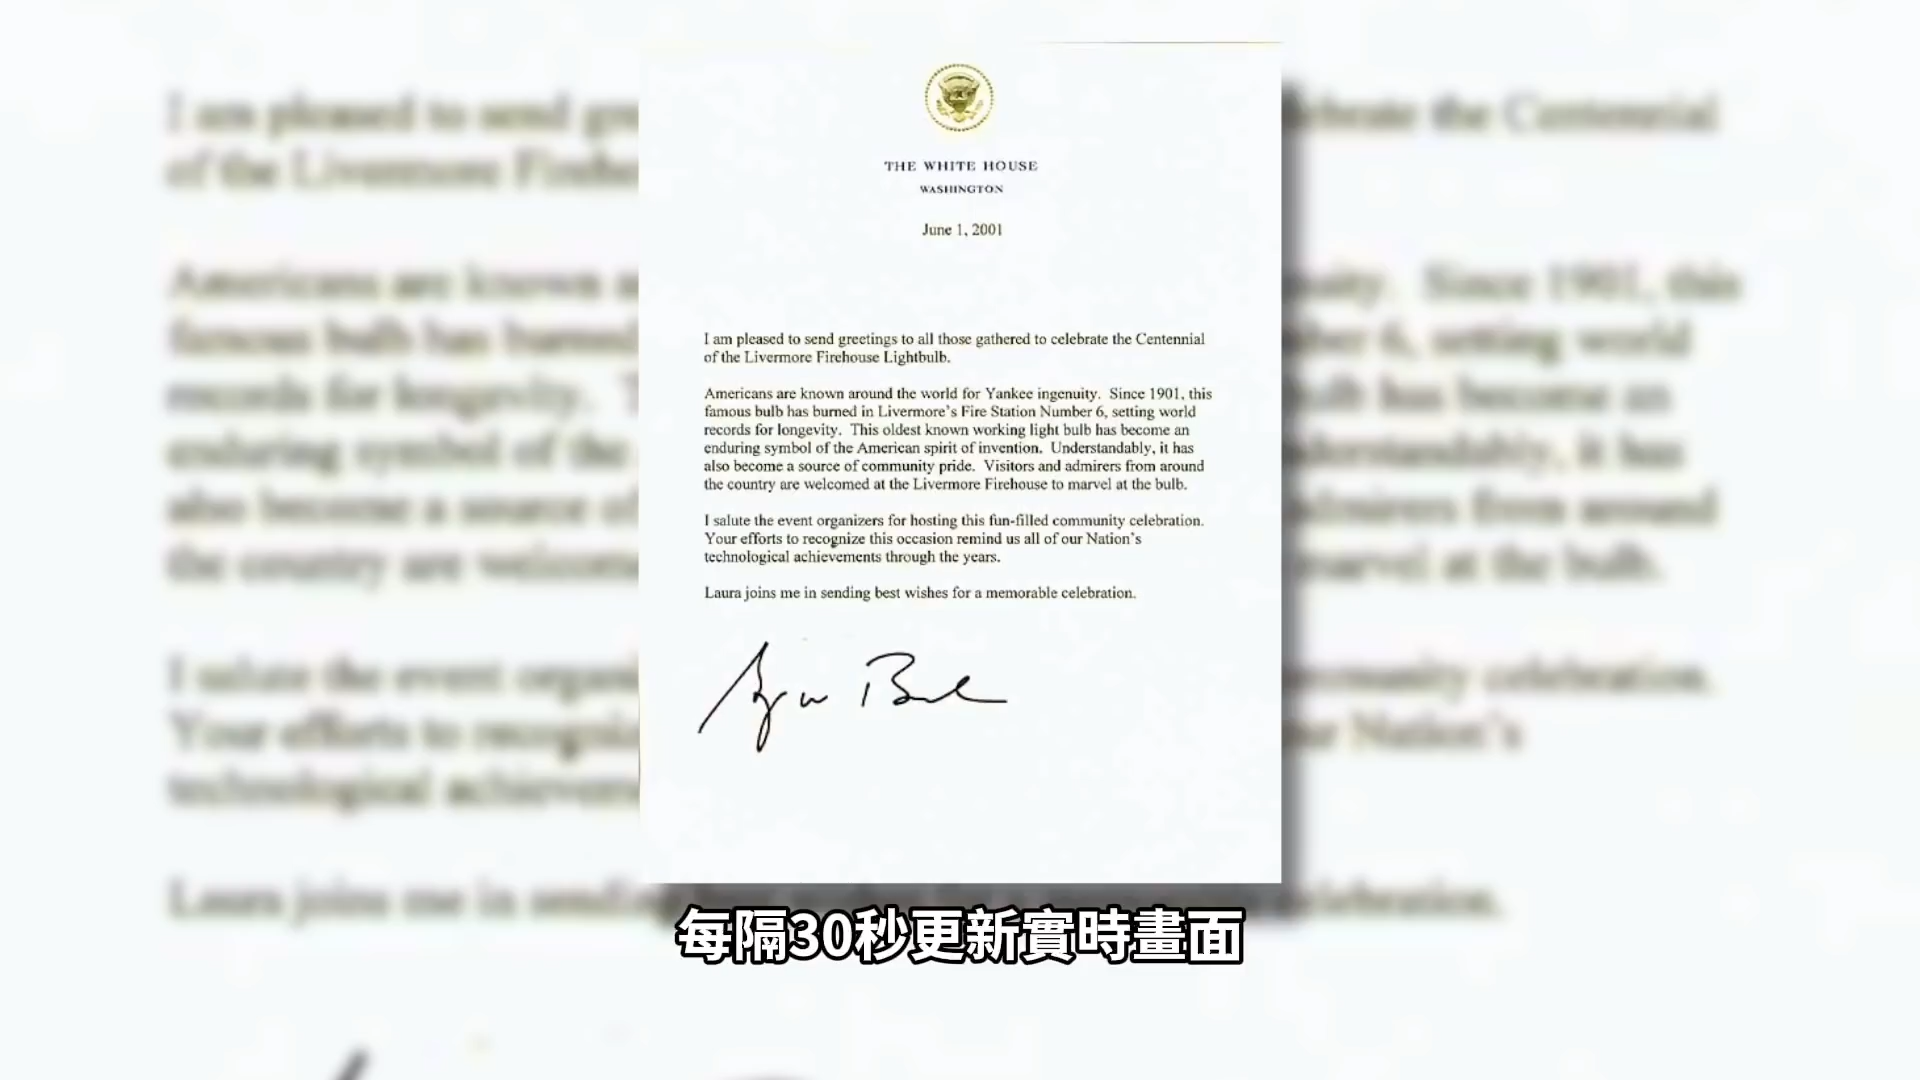 THE WHITE HOUSE
WASHINGTON
June 1, 2001
I am pleased to send greetings to all those gathered to celebrate the Centennial
of the Livermore Firehouse Lightbulb.
Americans are known around the world for Yankee ingenuity. Since 1901, this
famous bulb has burned in Livermore's Fire Station Number 6, setting world
records for longevity. This oldest known working light bulb has become an
enduring symbol of the American spirit of invention. Understandably, it has
also become a source of community pride. Visitors and admirers from around
the country are welcomed at the Livermore Firehouse to marvel at the bulb.
I salute the event organizers for hosting this fun-filled community celebration.
Your efforts to recognize this occasion remind us all of our Nation's
technological achievements through the years.
Laura joins me in sending best wishes for a memorable celebration.
每隔30秒更新實時畫面